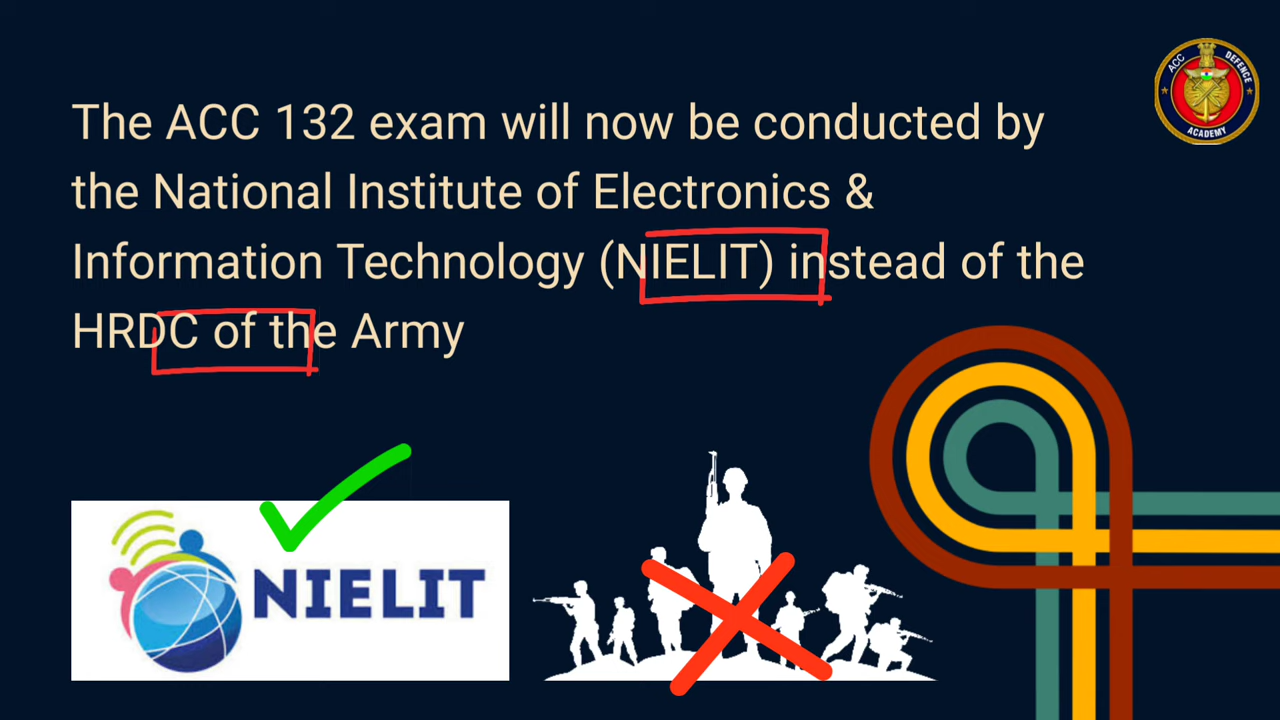 The ACC 132 exam will now be conducted by
the National Institute of Electronics &
Information Technology (NIELIT) instead of the
HRDC of the Army
ACC DEFENCE
ACADEMY
NIELIT